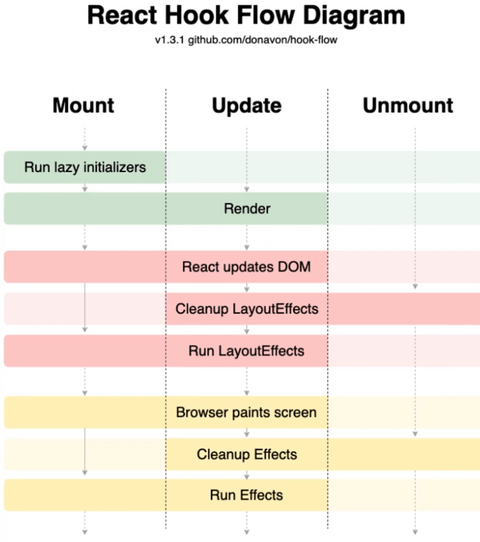 React Hook Flow Diagram
v1.3.1 github.com/donavon/hook-flow
Mount
Update
Unmount
Run lazy initializers
Render
React updates DOM
Cleanup LayoutEffects
Run LayoutEffects
Browser paints screen
Cleanup Effects
Run Effects